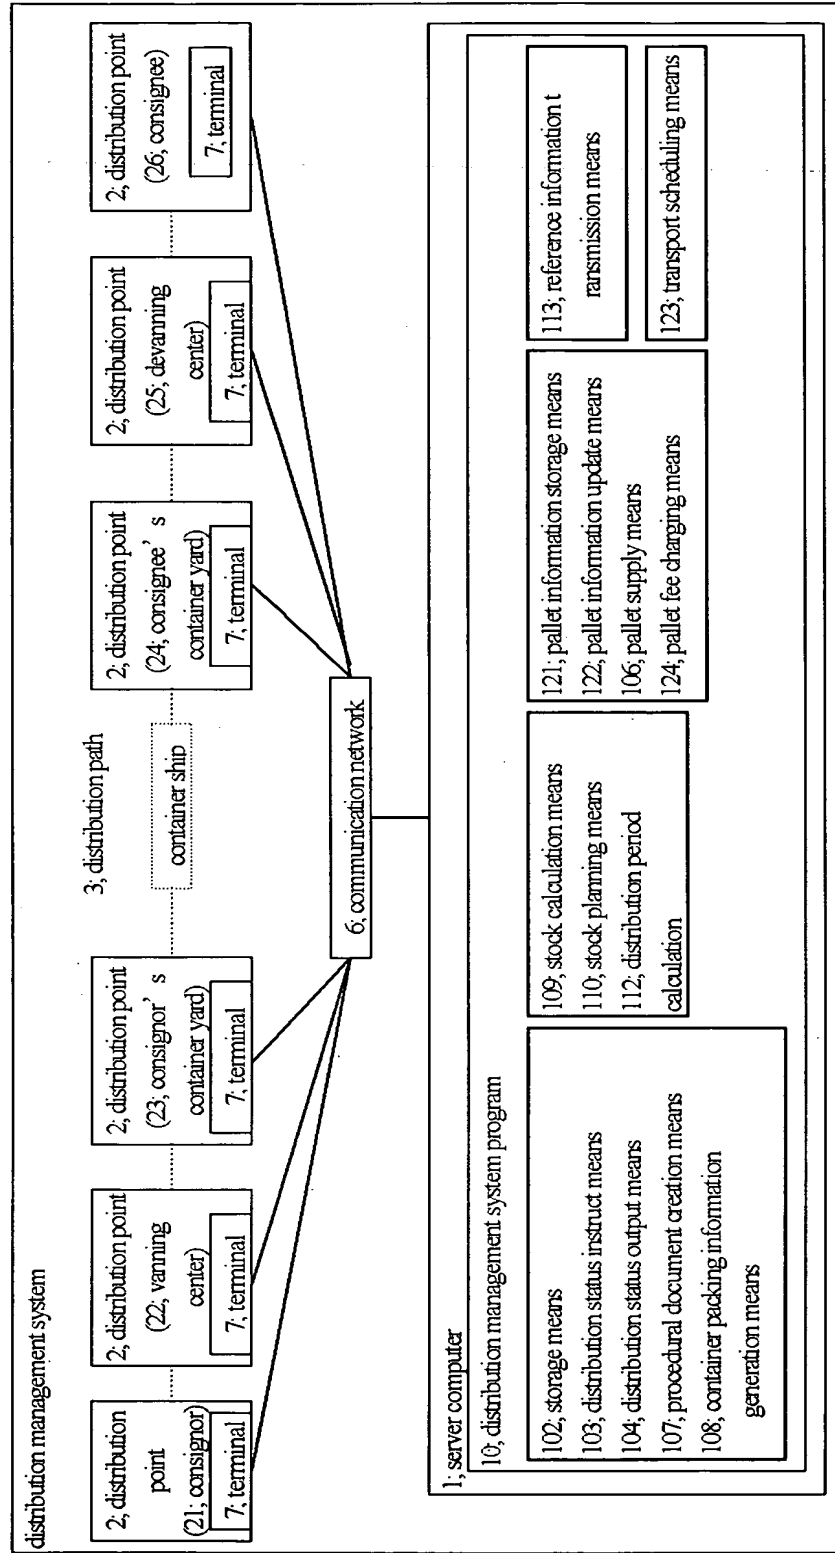 distribution management system
2; distribution
point
(21; consignor)
7; terminal
2; distribution point
(22; vanning
center)
7; terminal
2; distribution point
(23; consignor's
container yard)
7; terminal
3; distribution path
container ship
2; distribution point
(24; consignee's
container yard)
7; terminal
2; distribution point
(25; devanning
center)
7; terminal
2; distribution point
(26; consignee)
7; terminal
6; communication network
1; server computer
10; distribution management system program
102; storage means
103; distribution status instruct means
104; distribution status output means
107; procedural document creation means
108; container packing information
generation means
109; stock calculation means
110; stock planning means
112; distribution period
calculation
121; pallet information storage means
122; pallet information update means
106; pallet supply means
124; pallet fee charging means
113; reference information t
ransmission means
123; transport scheduling means